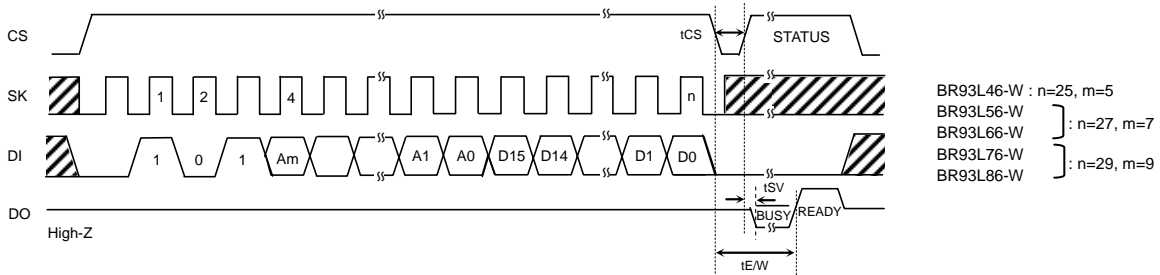 CS
tCS
STATUS
SK
1 2 4 n
BR93L46-W : n=25, m=5
BR93L56-W
BR93L66-W
: n=27, m=7
BR93L76-W
BR93L86-W
: n=29, m=9
DI
1 0 1 Am A1 A0 D15 D14 D1 D0
tSV
DO
BUSY READY
High-Z
tE/W